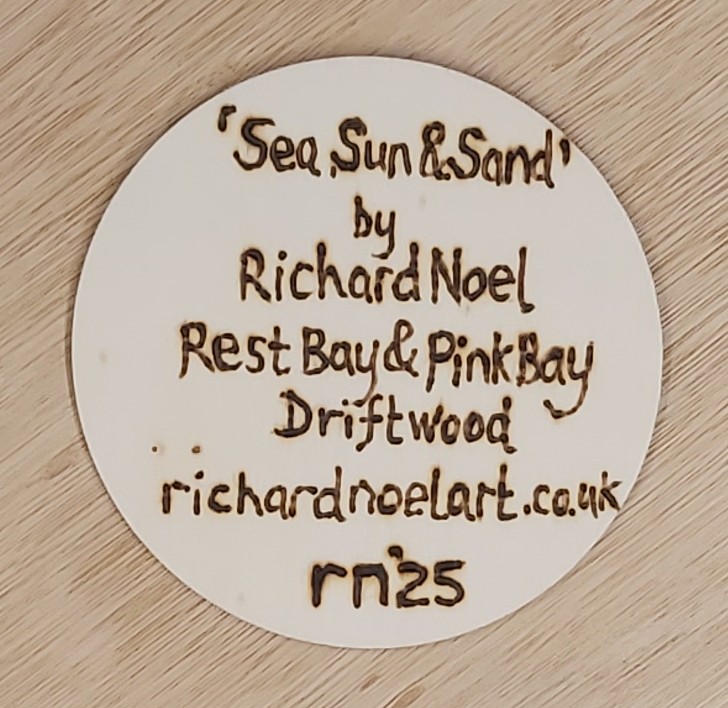 'Sea, Sun & Sand'
by
Richard Noel
Rest Bay & Pink Bay
Driftwood
richardnoelart.co.uk
rn'25